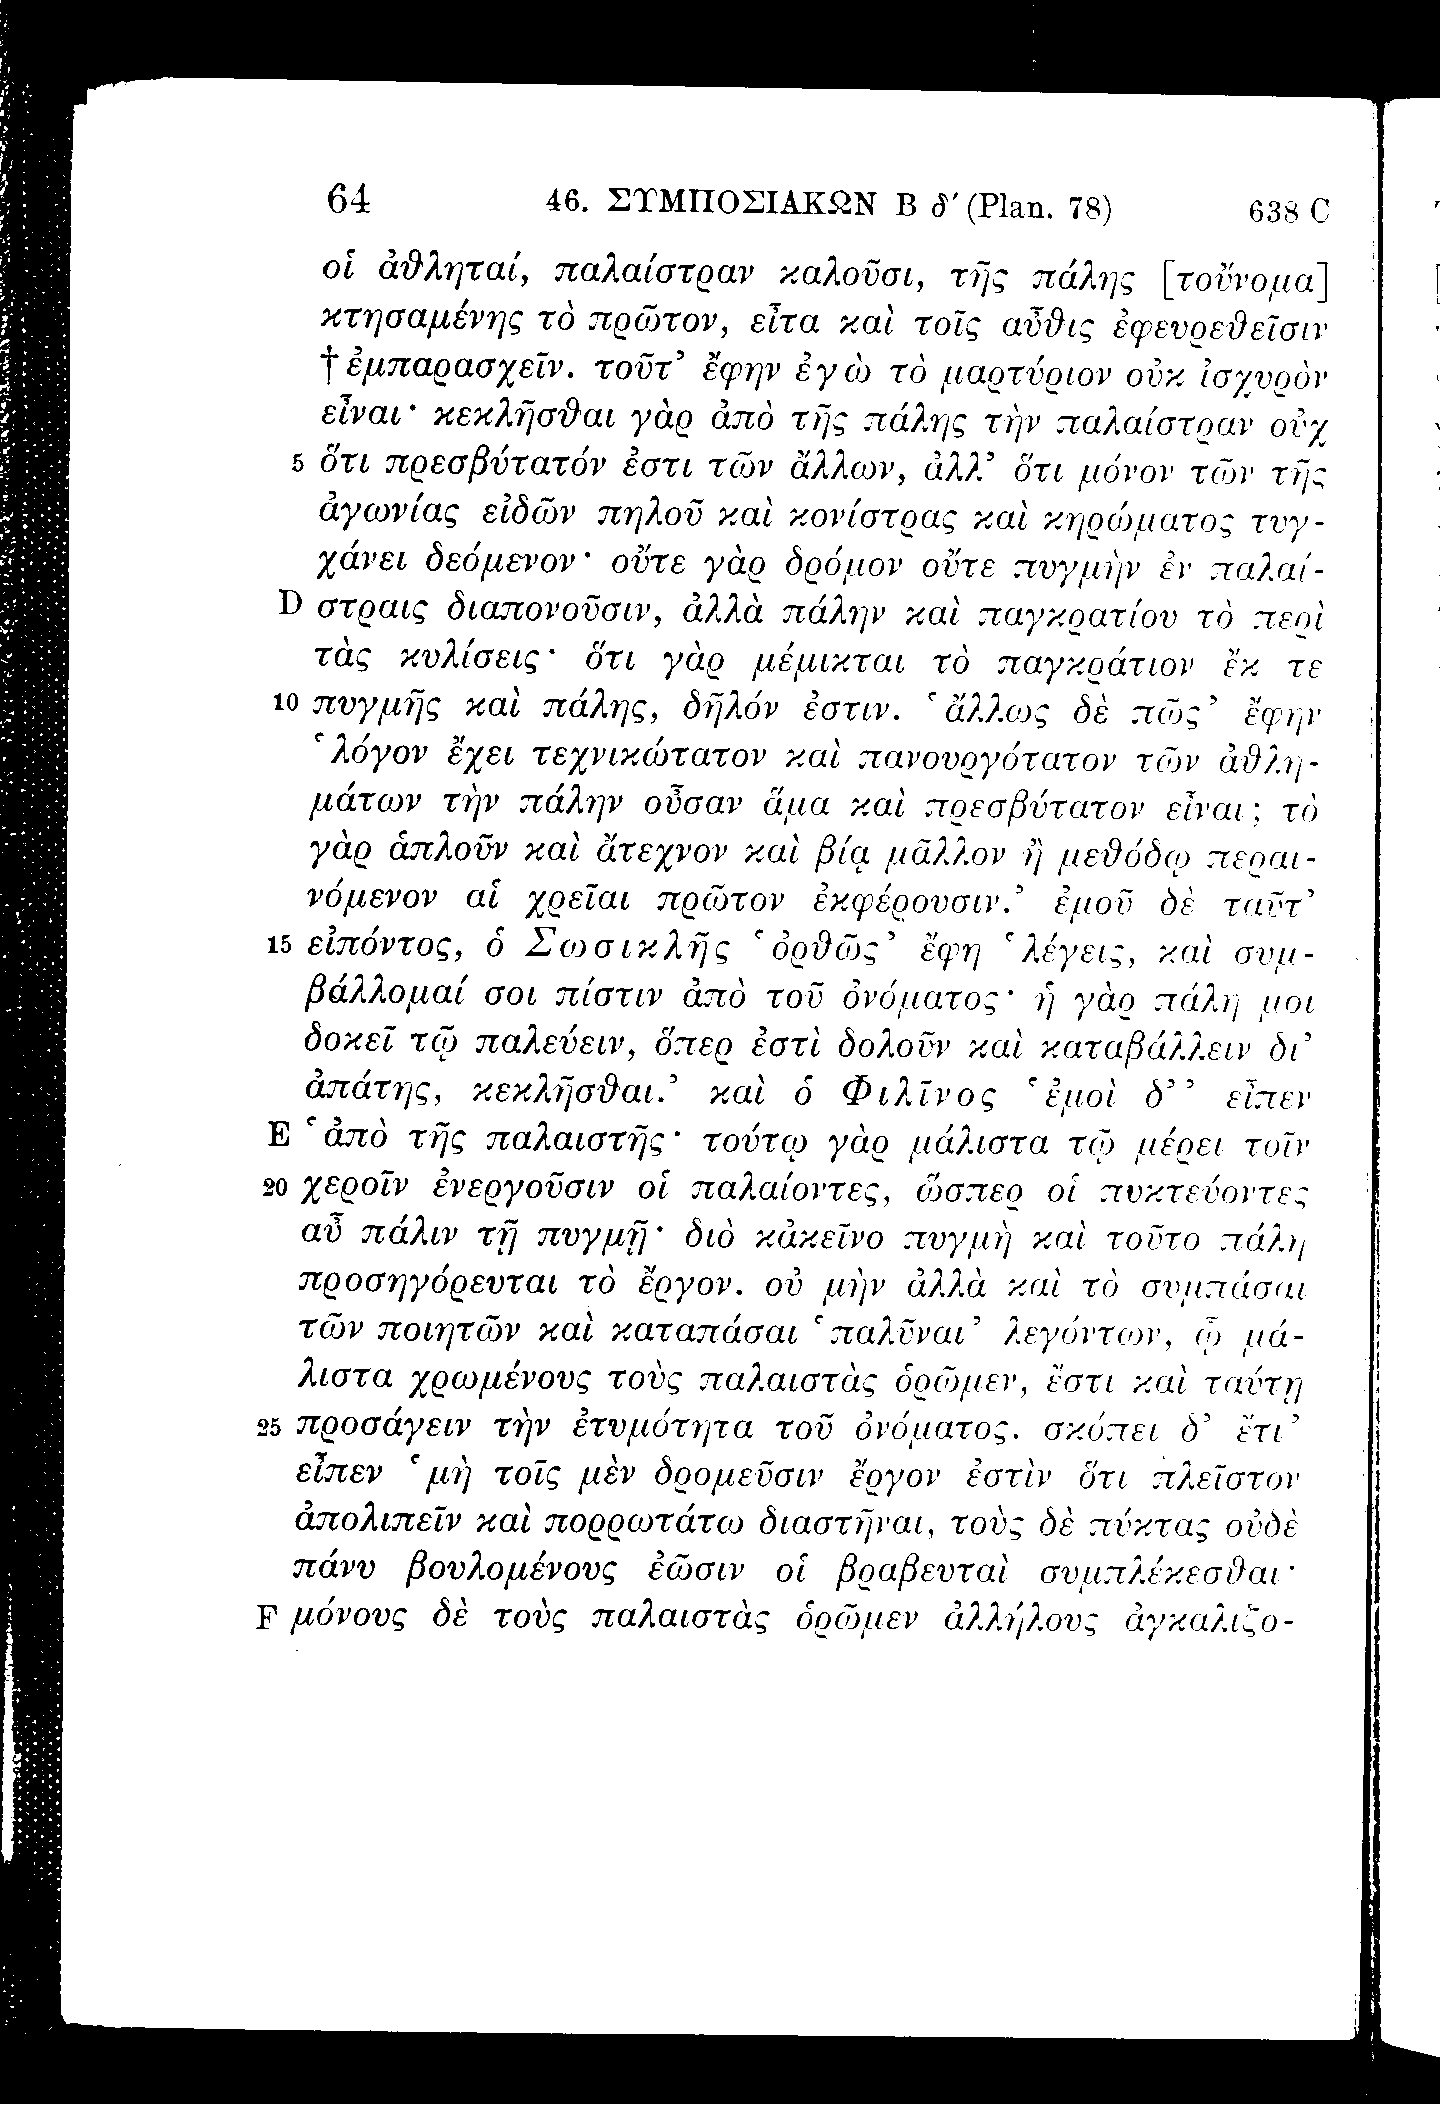 64 46. ΣΥΜΠΟΣΙΑΚΩΝ Β δ′ (Plan. 78) 638 C
οἱ ἀθληταί, παλαίστραν καλοῦσι, τῆς πάλης [τοὔνομα]
κτησαμένης τὸ πρῶτον, εἶτα καὶ τοῖς αὖθις ἐφευρεθεῖσιν
† ἐμπαρασχεῖν. τοῦτ’ ἔφην ἐγὼ τὸ μαρτύριον οὐκ ἰσχυρὸν
εἶναι· κεκλῆσθαι γὰρ ἀπὸ τῆς πάλης τὴν παλαίστραν οὐχ
5 ὅτι πρεσβύτατόν ἐστι τῶν ἄλλων, ἀλλ’ ὅτι μόνον τῶν τῆς
ἀγωνίας εἰδῶν πηλοῦ καὶ κονίστρας καὶ κηρώματος τυγ-
χάνει δεόμενον· οὔτε γὰρ δρόμον οὔτε πυγμὴν ἐν παλαί-
D στραις διαπονοῦσιν, ἀλλὰ πάλην καὶ παγκρατίου τὸ περὶ
τὰς κυλίσεις· ὅτι γὰρ μέμικται τὸ παγκράτιον ἔκ τε
10 πυγμῆς καὶ πάλης, δῆλόν ἐστιν. ‘ἄλλως δὲ πῶς’ ἔφην
‘λόγον ἔχει τεχνικώτατον καὶ πανουργότατον τῶν ἀθλη-
μάτων τὴν πάλην οὖσαν ἅμα καὶ πρεσβύτατον εἶναι; τὸ
γὰρ ἁπλοῦν καὶ ἄτεχνον καὶ βίᾳ μᾶλλον ἢ μεθόδῳ περαι-
νόμενον αἱ χρεῖαι πρῶτον ἐκφέρουσιν.’ ἐμοῦ δὲ ταῦτ’
15 εἰπόντος, ὁ Σωσικλῆς ‘ὀρθῶς’ ἔφη ‘λέγεις, καὶ συμ-
βάλλομαί σοι πίστιν ἀπὸ τοῦ ὀνόματος· ἡ γὰρ πάλη μοι
δοκεῖ τῷ παλεύειν, ὅπερ ἐστὶ δολοῦν καὶ καταβάλλειν δι’
ἀπάτης, κεκλῆσθαι.’ καὶ ὁ Φιλῖνος ‘ἐμοὶ δ’’ εἶπεν
E ‘ἀπὸ τῆς παλαιστῆς· τούτῳ γὰρ μάλιστα τῷ μέρει τοῖν
20 χεροῖν ἐνεργοῦσιν οἱ παλαίοντες, ὥσπερ οἱ πυκτεύοντες
αὖ πάλιν τῇ πυγμῇ· διὸ κἀκεῖνο πυγμὴ καὶ τοῦτο πάλη
προσηγόρευται τὸ ἔργον. οὐ μὴν ἀλλὰ καὶ τὸ συμπάσαι
τῶν ποιητῶν καὶ καταπάσαι ‘παλῦναι’ λεγόντων, ᾧ μά-
λιστα χρωμένους τοὺς παλαιστὰς ὁρῶμεν, ἔστι καὶ ταύτῃ
25 προσάγειν τὴν ἐτυμότητα τοῦ ὀνόματος. σκόπει δ’ ἔτι’
εἶπεν ‘μὴ τοῖς μὲν δρομεῦσιν ἔργον ἐστὶν ὅτι πλεῖστον
ἀπολιπεῖν καὶ πορρωτάτω διαστῆναι, τοὺς δὲ πύκτας οὐδὲ
πάνυ βουλομένους ἐῶσιν οἱ βραβευταὶ συμπλέκεσθαι·
F μόνους δὲ τοὺς παλαιστὰς ὁρῶμεν ἀλλήλους ἀγκαλιζο-